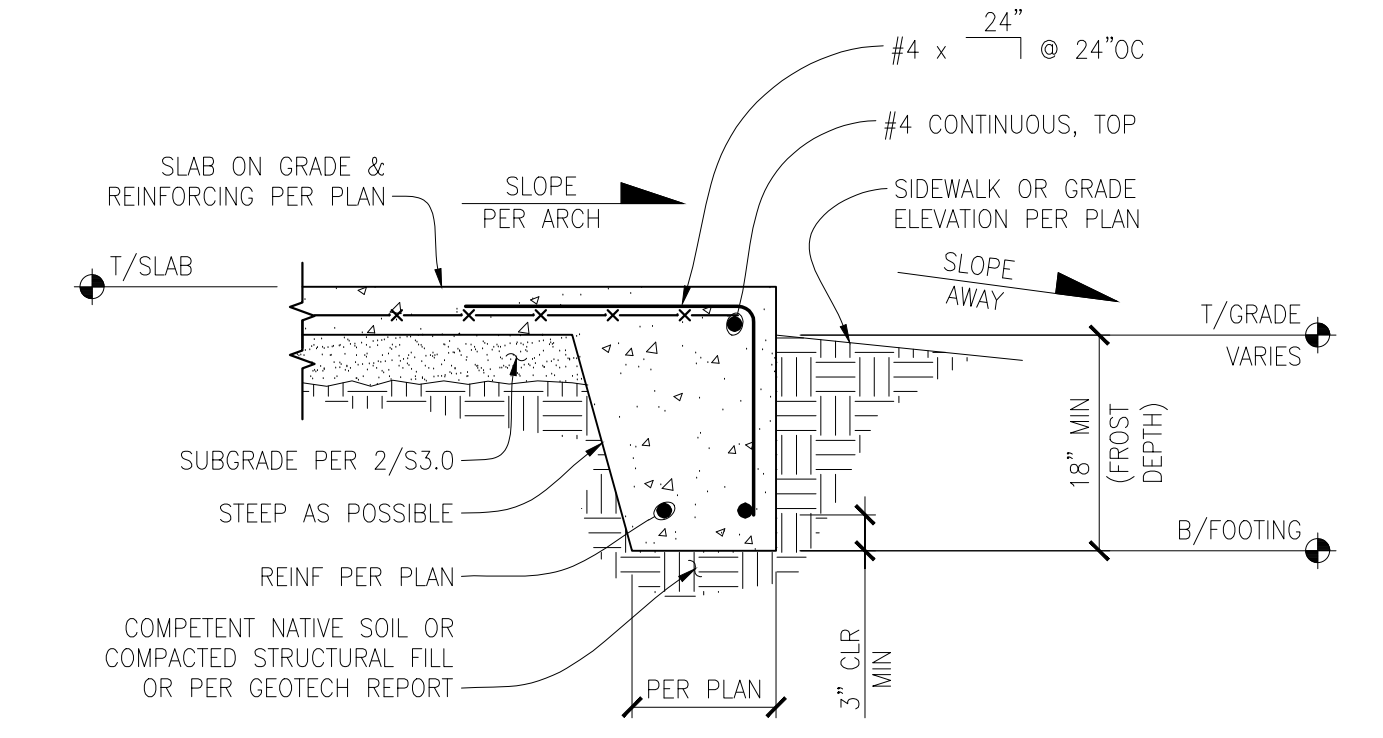 24"
#4 x @ 24"OC
#4 CONTINUOUS, TOP
SLAB ON GRADE &
REINFORCING PER PLAN
SLOPE
PER ARCH
SIDEWALK OR GRADE
ELEVATION PER PLAN
T/SLAB
SLOPE
AWAY
T/GRADE
VARIES
18" MIN
(FROST
DEPTH)
SUBGRADE PER 2/S3.0
STEEP AS POSSIBLE
B/FOOTING
REINF PER PLAN
COMPETENT NATIVE SOIL OR
COMPACTED STRUCTURAL FILL
OR PER GEOTECH REPORT
PER PLAN
3" CLR
MIN